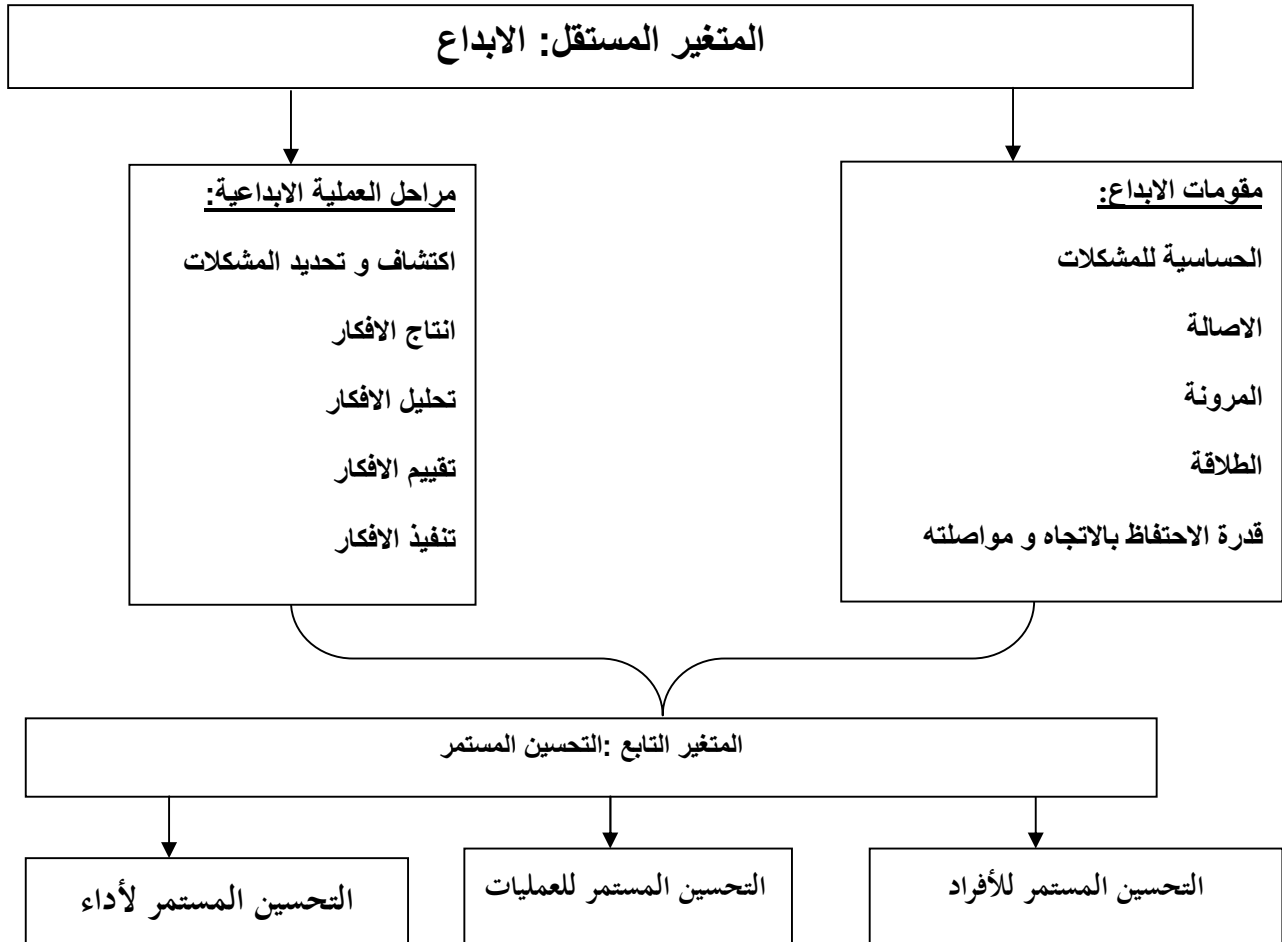 المتغير المستقل: الابداع
مقومات الابداع:
الحساسية للمشكلات
الاصالة
المرونة
الطلاقة
قدرة الاحتفاظ بالاتجاه و مواصلته
مراحل العملية الابداعية:
اكتشاف و تحديد المشكلات
انتاج الافكار
تحليل الافكار
تقييم الافكار
تنفيذ الافكار
المتغير التابع :التحسين المستمر
التحسين المستمر للأفراد
التحسين المستمر للعمليات
التحسين المستمر لأداء